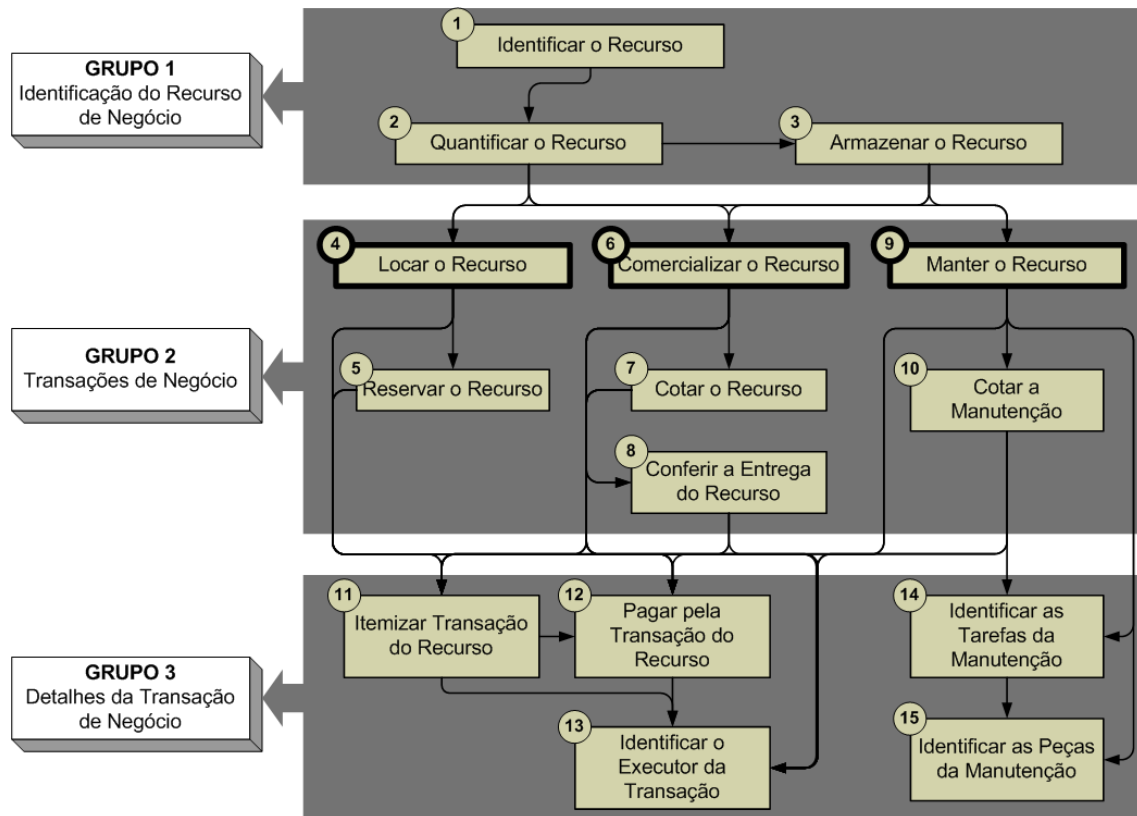 1
Identificar o Recurso
GRUPO 1
Identificação do Recurso
de Negócio
2
Quantificar o Recurso
3
Armazenar o Recurso
4
Locar o Recurso
6
Comercializar o Recurso
9
Manter o Recurso
GRUPO 2
Transações de Negócio
5
Reservar o Recurso
7
Cotar o Recurso
10
Cotar a
Manutenção
8
Conferir a Entrega
do Recurso
11
Itemizar Transação
do Recurso
12
Pagar pela
Transação do
Recurso
14
Identificar as
Tarefas da
Manutenção
GRUPO 3
Detalhes da Transação
de Negócio
13
Identificar o
Executor da
Transação
15
Identificar as Peças
da Manutenção